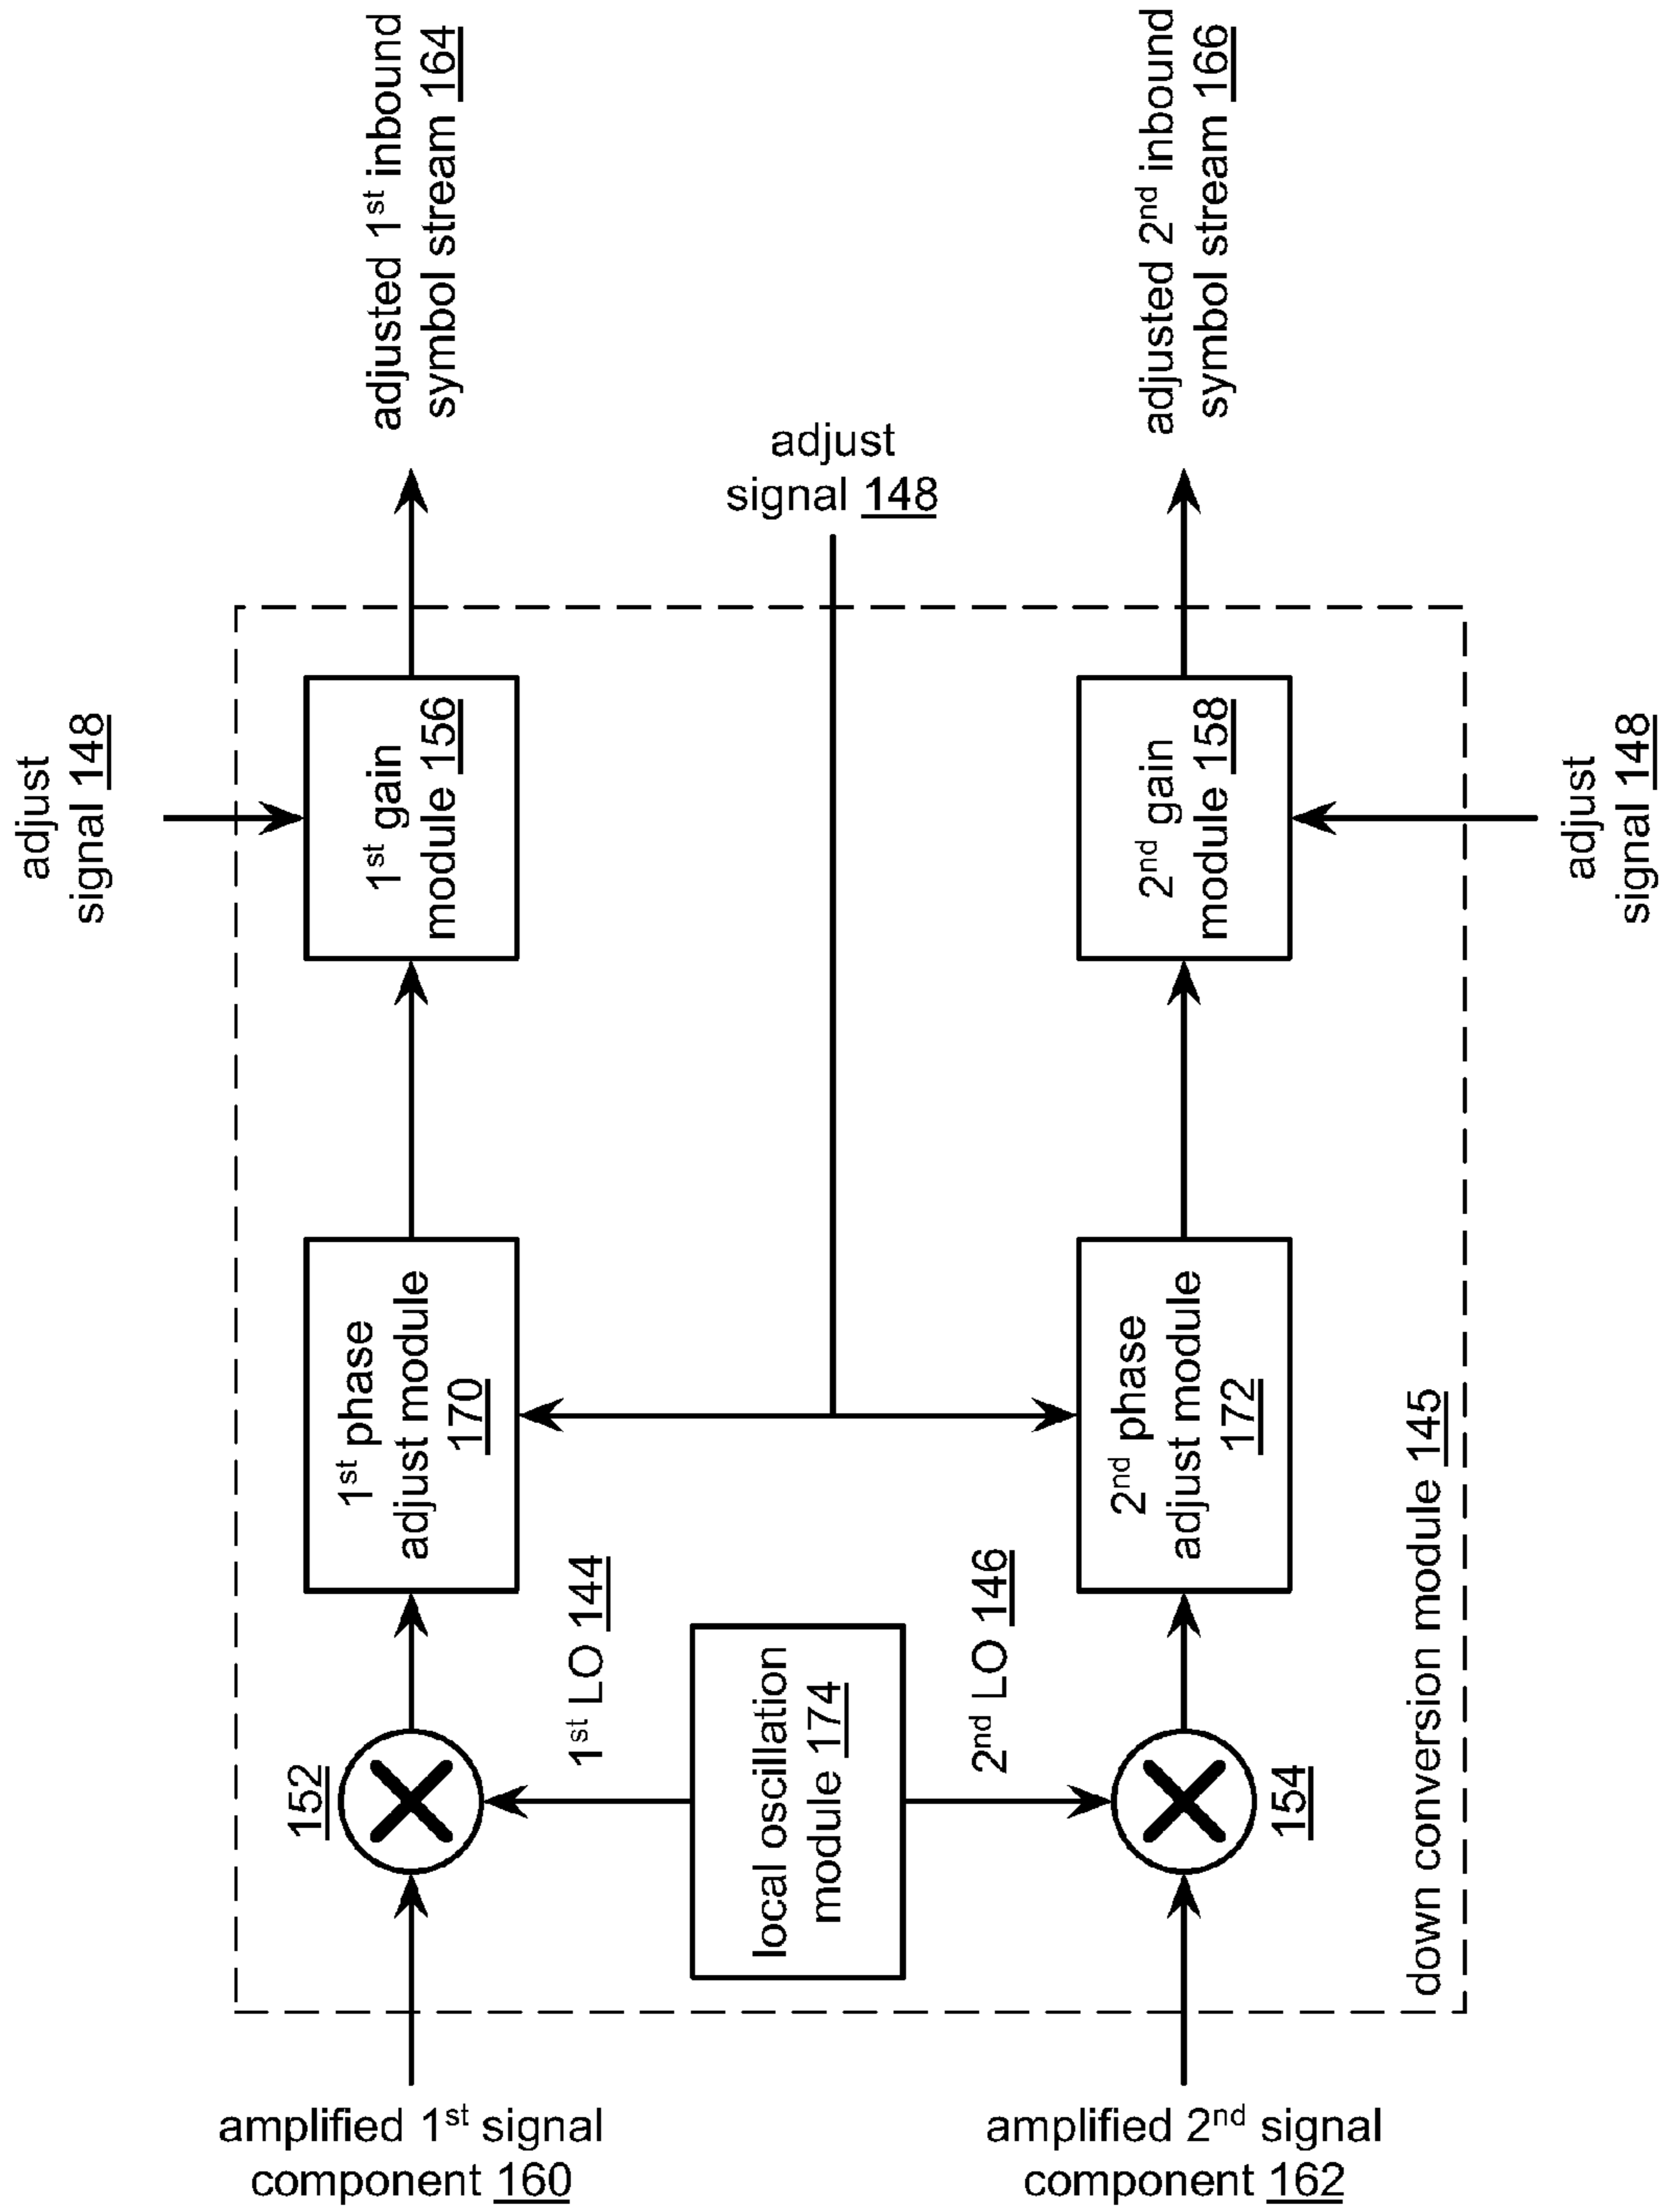 adjusted 1st inbound
symbol stream 164
adjusted 2nd inbound
symbol stream 166
adjust
signal 148
adjust
signal 148
1st gain
module 156
2nd gain
module 158
adjust
signal 148
1st phase
adjust module
170
2nd phase
adjust module
172
1st LO 144
2nd LO 146
152
local oscillation
module 174
154
down conversion module 145
amplified 1st signal
component 160
amplified 2nd signal
component 162